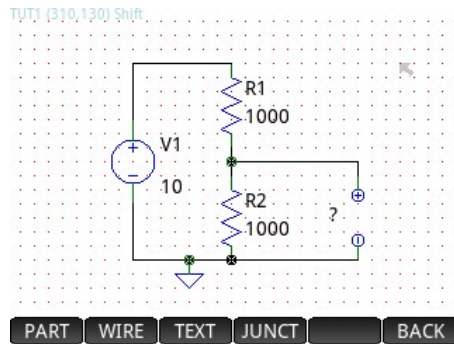 TUT1 (310,130) Shift
R1
1000
V1
10
R2
1000
?
PART WIRE TEXT JUNCT BACK